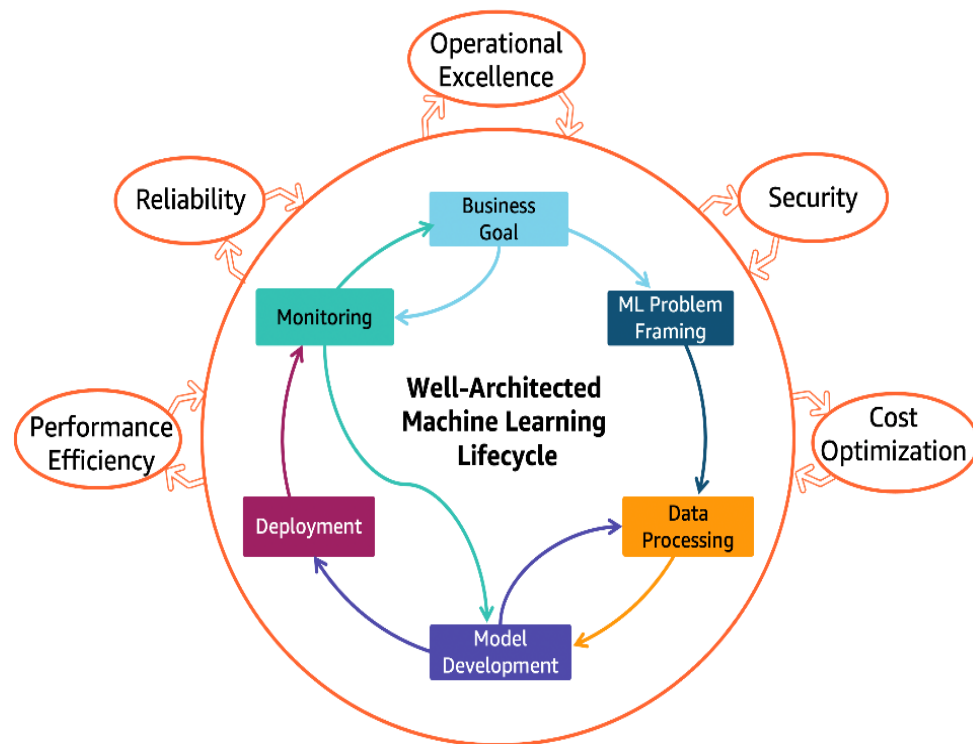 Operational
Excellence
Reliability
Security
Business
Goal
Monitoring
ML Problem
Framing
Well-Architected
Machine Learning
Lifecycle
Performance
Efficiency
Cost
Optimization
Deployment
Data
Processing
Model
Development